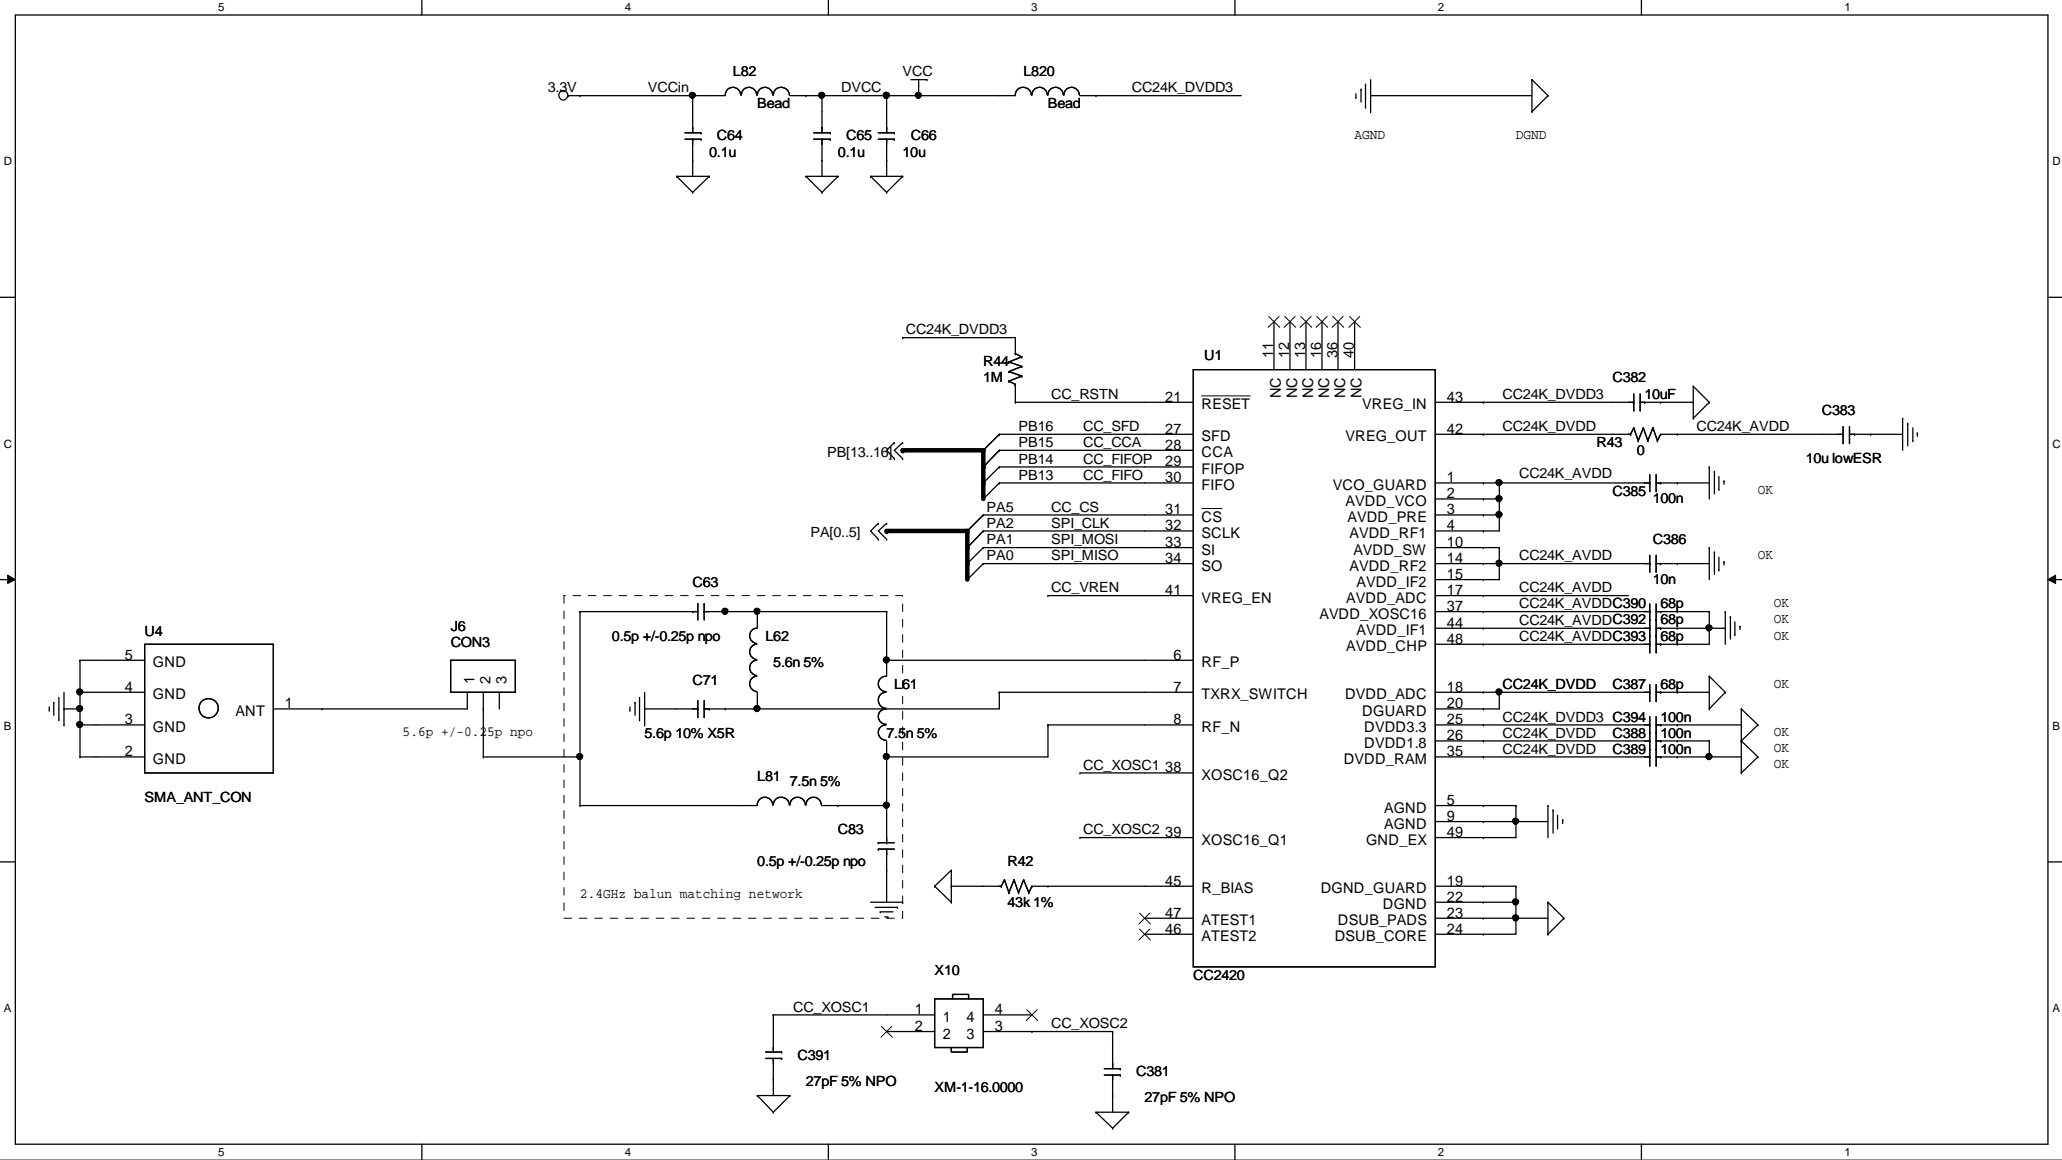 5 4 3 2 1
D D
C C
B B
A A
3.3V VCCin L82 Bead DVCC VCC L820 Bead CC24K_DVDD3
C64 0.1u
C65 0.1u
C66 10u
AGND DGND
CC24K_DVDD3
R44
1M
U1
11 12 13 16 36 40
NC NC NC NC NC NC
CC_RSTN 21 RESET
PB[13..16]
PB16 CC_SFD 27 SFD
PB15 CC_CCA 28 CCA
PB14 CC_FIFOP 29 FIFOP
PB13 CC_FIFO 30 FIFO
PA[0..5]
PA5 CC_CS 31 CS
PA2 SPI_CLK 32 SCLK
PA1 SPI_MOSI 33 SI
PA0 SPI_MISO 34 SO
CC_VREN 41 VREG_EN
6 RF_P
7 TXRX_SWITCH
8 RF_N
CC_XOSC1 38 XOSC16_Q2
CC_XOSC2 39 XOSC16_Q1
R42
43k 1%
45 R_BIAS
47 ATEST1
46 ATEST2
CC2420
VREG_IN 43 CC24K_DVDD3 C382 10uF
VREG_OUT 42 CC24K_DVDD R43 0 CC24K_AVDD C383
10u lowESR
VCO_GUARD 1 CC24K_AVDD C385 100n OK
AVDD_VCO 2
AVDD_PRE 3
AVDD_RF1 4
AVDD_SW 10
AVDD_RF2 14 CC24K_AVDD C386 10n OK
AVDD_IF2 15
AVDD_ADC 17 CC24K_AVDD
AVDD_XOSC16 37 CC24K_AVDD C390 68p OK
AVDD_IF1 44 CC24K_AVDD C392 68p OK
AVDD_CHP 48 CC24K_AVDD C393 68p OK
DVDD_ADC 18 CC24K_DVDD C387 68p OK
DGUARD 20
DVDD3.3 25 CC24K_DVDD3 C394 100n OK
DVDD1.8 26 CC24K_DVDD C388 100n OK
DVDD_RAM 35 CC24K_DVDD C389 100n OK
AGND 5
AGND 9
GND_EX 49
DGND_GUARD 19
DGND 22
DSUB_PADS 23
DSUB_CORE 24
U4
5 GND
4 GND
3 GND
2 GND
ANT 1
SMA_ANT_CON
J6
CON3
1 2 3
5.6p +/-0.25p npo
C63
0.5p +/-0.25p npo
L62
5.6n 5%
C71
5.6p 10% X5R
L61
7.5n 5%
L81 7.5n 5%
C83
0.5p +/-0.25p npo
2.4GHz balun matching network
X10
CC_XOSC1 1 1 4 4
2 2 3 3 CC_XOSC2
XM-1-16.0000
C391
27pF 5% NPO
C381
27pF 5% NPO
5 4 3 2 1